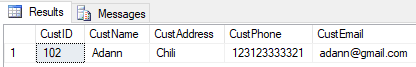 Results Messages
CustID CustName CustAddress CustPhone CustEmail
1 102 Adann Chili 123123333321 adann@gmail.com